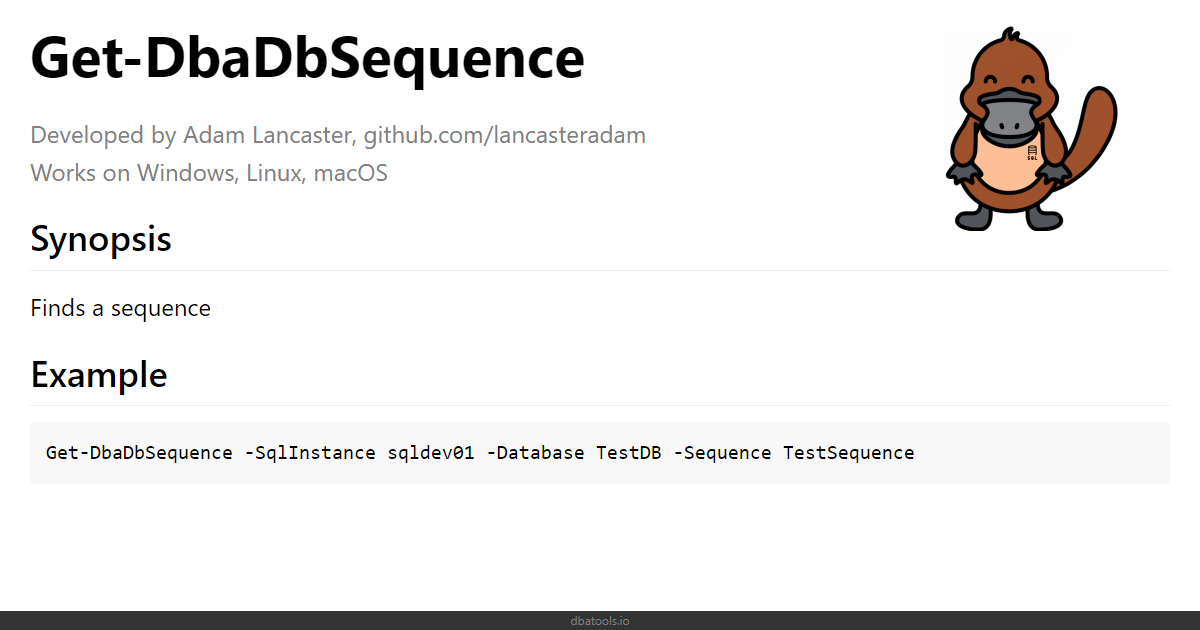 Get-DbaDbSequence
Developed by Adam Lancaster, github.com/lancasteradam
Works on Windows, Linux, macOS
SQL
Synopsis
Finds a sequence
Example
Get-DbaDbSequence -SqlInstance sqldev01 -Database TestDB -Sequence TestSequence
dbatools.io